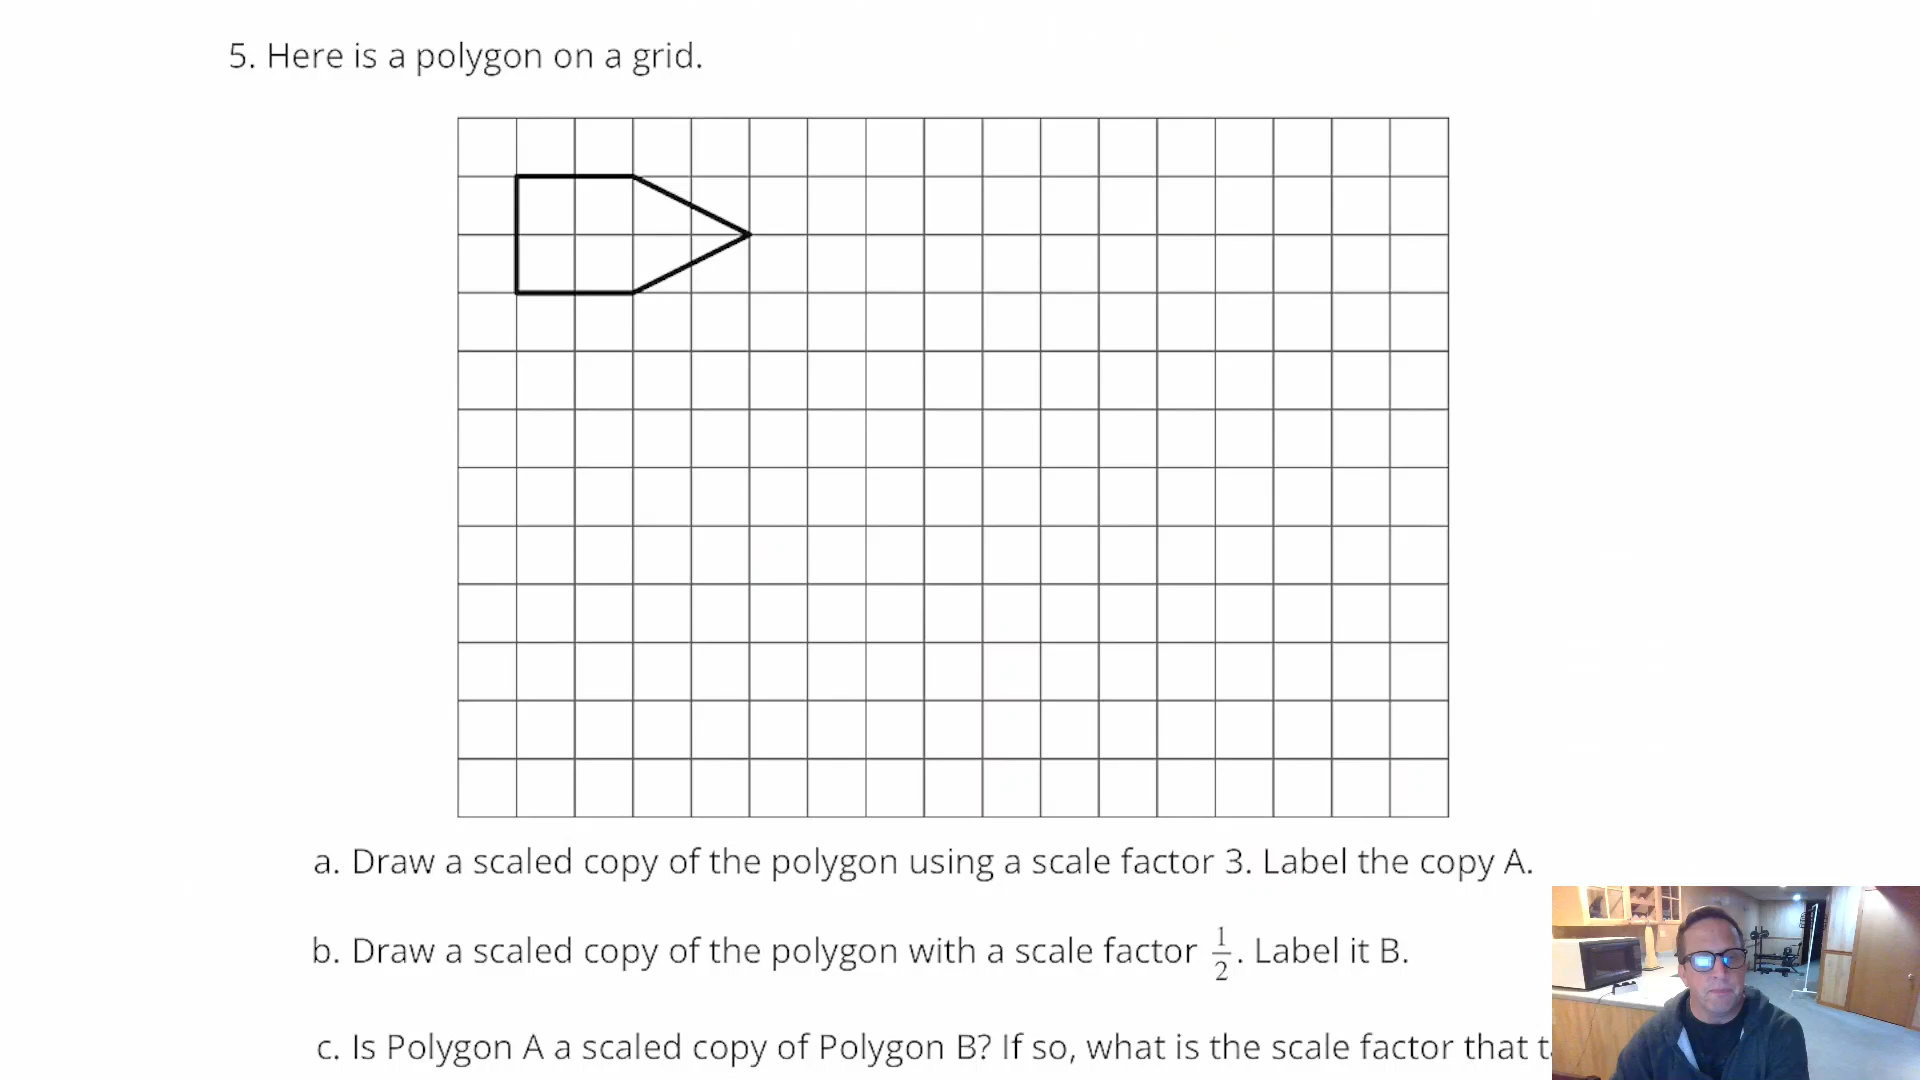 5. Here is a polygon on a grid.
a. Draw a scaled copy of the polygon using a scale factor 3. Label the copy A.
b. Draw a scaled copy of the polygon with a scale factor 1/2. Label it B.
c. Is Polygon A a scaled copy of Polygon B? If so, what is the scale factor that